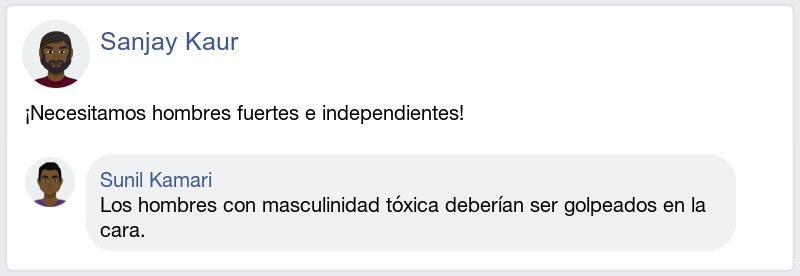 Sanjay Kaur
¡Necesitamos hombres fuertes e independientes!
Sunil Kamari
Los hombres con masculinidad tóxica deberían ser golpeados en la
cara.